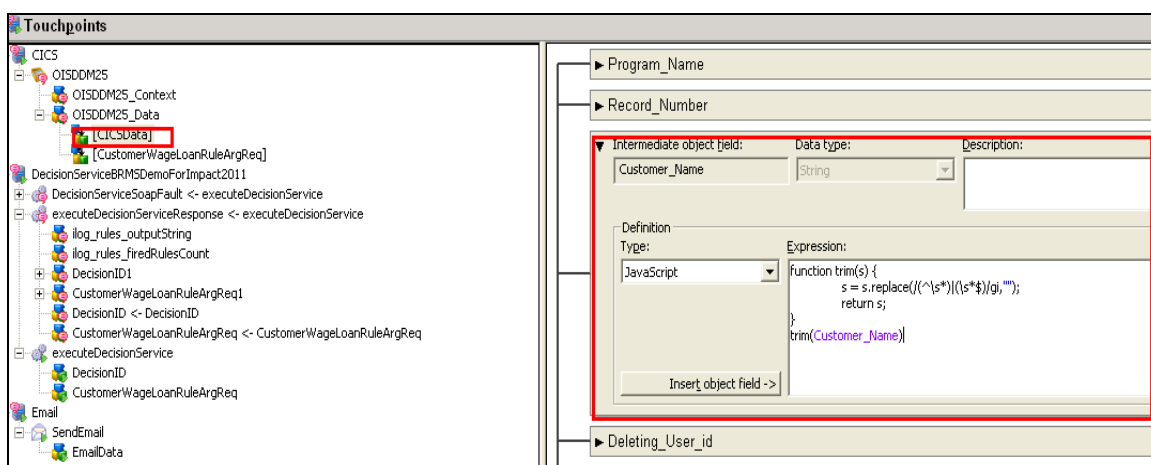 Touchpoints
CICS
OISDDM25
OISDDM25_Context
OISDDM25_Data
[CICSData]
[CustomerWageLoanRuleArgReq]
DecisionServiceBRMSDemoForImpact2011
DecisionServiceSoapFault <- executeDecisionService
executeDecisionServiceResponse <- executeDecisionService
ilog_rules_outputString
ilog_rules_firedRulesCount
DecisionID1
CustomerWageLoanRuleArgReq1
DecisionID <- DecisionID
CustomerWageLoanRuleArgReq <- CustomerWageLoanRuleArgReq
executeDecisionService
DecisionID
CustomerWageLoanRuleArgReq
Email
SendEmail
EmailData
Program_Name
Record_Number
Intermediate object field: Data type: Description:
Customer_Name String
Definition
Type: Expression:
JavaScript
function trim(s) {
s = s.replace(/(^\s*)|(\s*$)/gi,"");
return s;
}
trim(Customer_Name)
Insert object field ->
Deleting_User_id